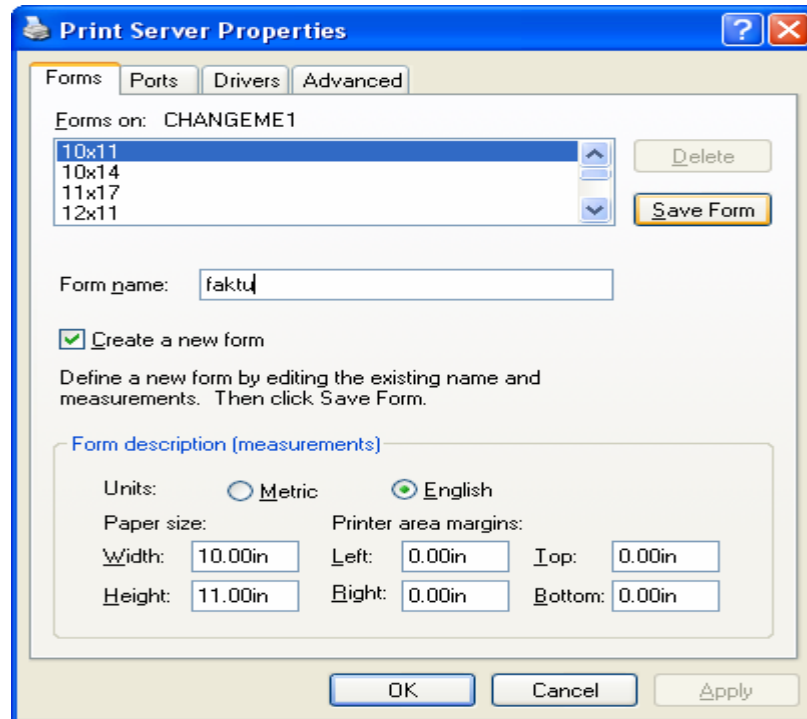 Print Server Properties
Forms Ports Drivers Advanced
Forms on: CHANGEME1
10x11
10x14
11x17
12x11
Delete
Save Form
Form name: faktu
Create a new form
Define a new form by editing the existing name and
measurements. Then click Save Form.
Form description (measurements)
Units: Metric English
Paper size: Printer area margins:
Width: 10.00in Left: 0.00in Top: 0.00in
Height: 11.00in Right: 0.00in Bottom: 0.00in
OK Cancel Apply